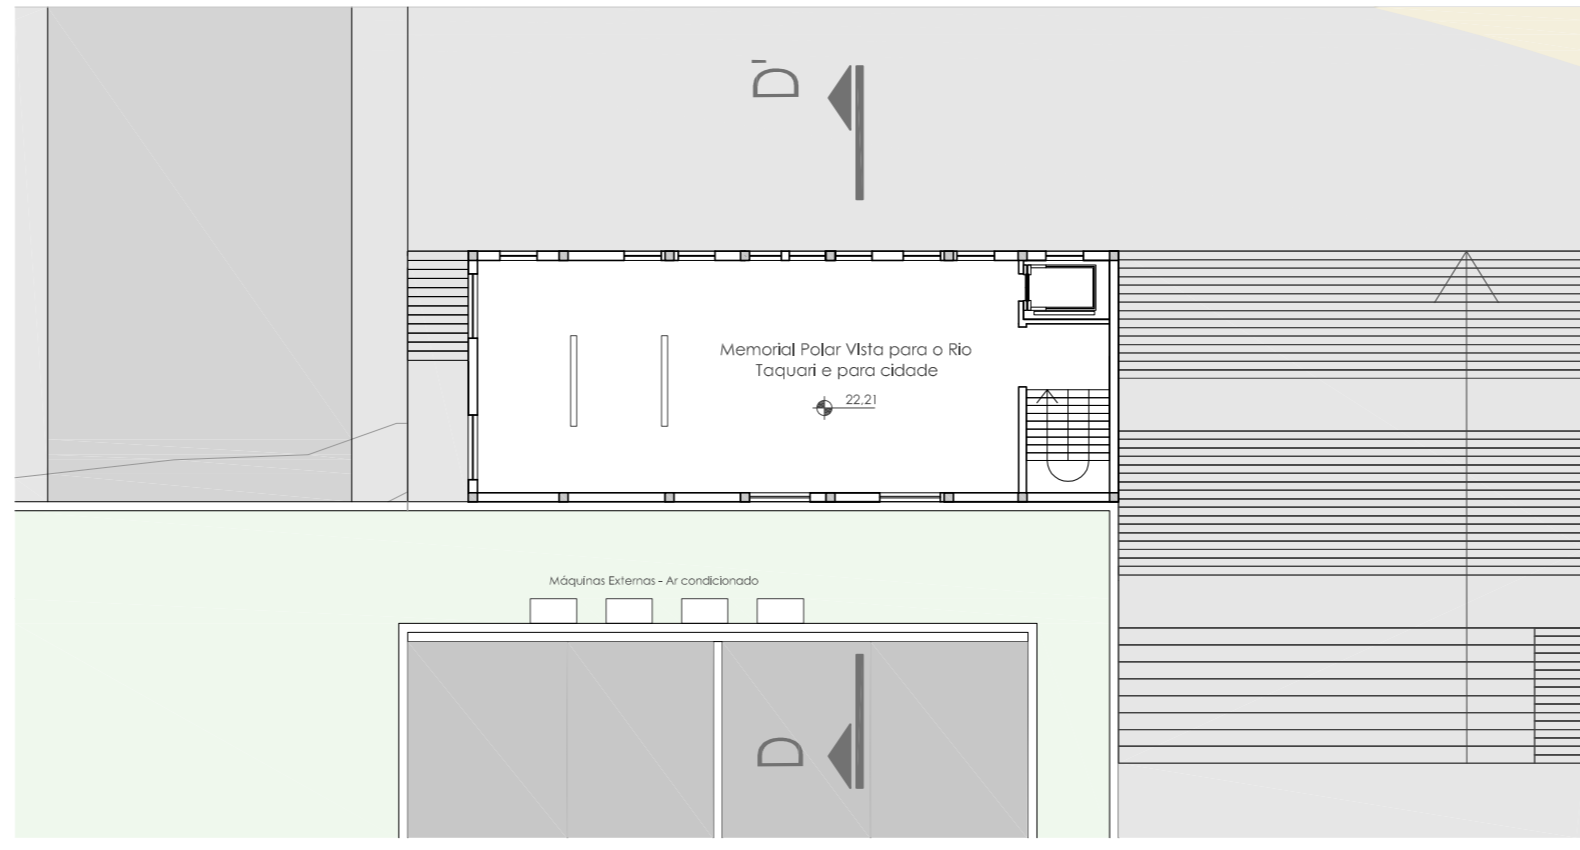 D'
Memorial Polar VIsta para o Rio
Taquari e para cidade
22,21
Máquinas Externas - Ar condicionado
D